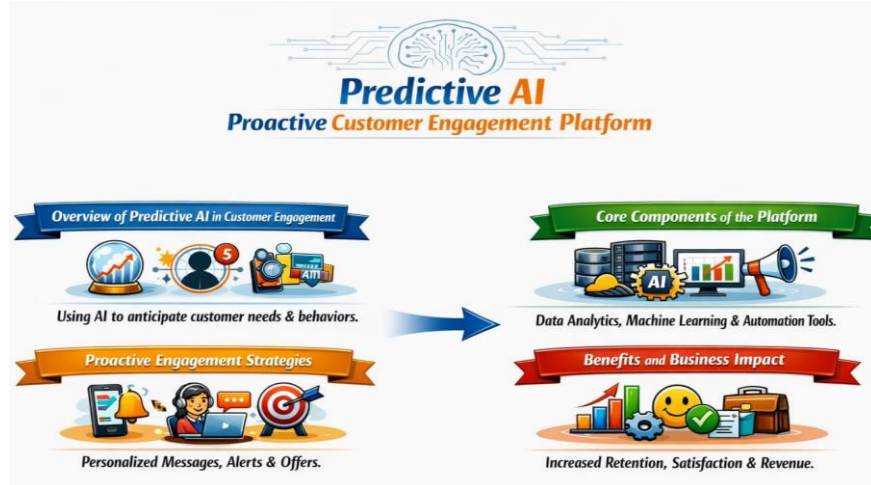 Predictive AI
Proactive Customer Engagement Platform
Overview of Predictive AI in Customer Engagement
5
Using AI to anticipate customer needs & behaviors.
Core Components of the Platform
AI
Data Analytics, Machine Learning & Automation Tools.
Proactive Engagement Strategies
Personalized Messages, Alerts & Offers.
Benefits and Business Impact
Increased Retention, Satisfaction & Revenue.